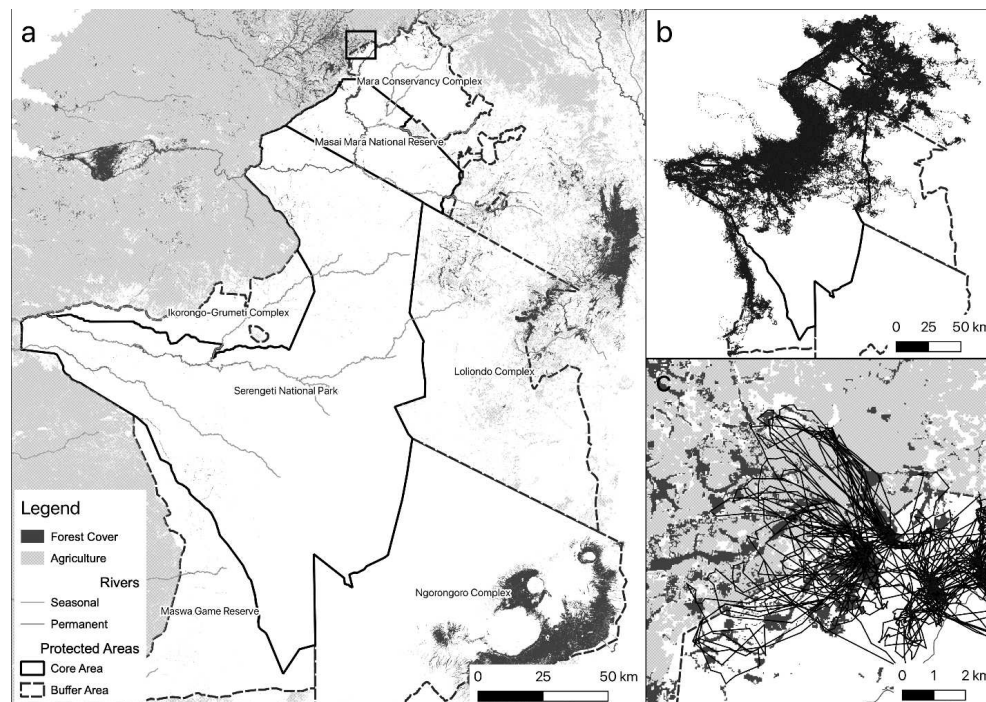 a
Mara Conservancy Complex
Masai Mara National Reserve
Ikorongo-Grumeti Complex
Serengeti National Park
Loliondo Complex
Ngorongoro Complex
Maswa Game Reserve
Legend
Forest Cover
Agriculture
Rivers
Seasonal
Permanent
Protected Areas
Core Area
Buffer Area
0 25 50 km
b
0 25 50 km
c
0 1 2 km